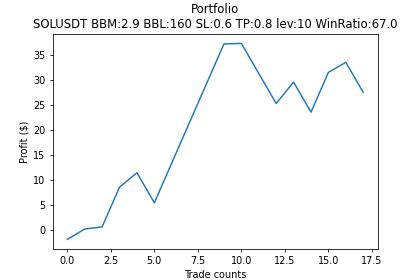 Portfolio
SOLUSDT BBM:2.9 BBL:160 SL:0.6 TP:0.8 lev:10 WinRatio:67.0
Profit ($)
35
30
25
20
15
10
5
0
0.0 2.5 5.0 7.5 10.0 12.5 15.0 17.5
Trade counts